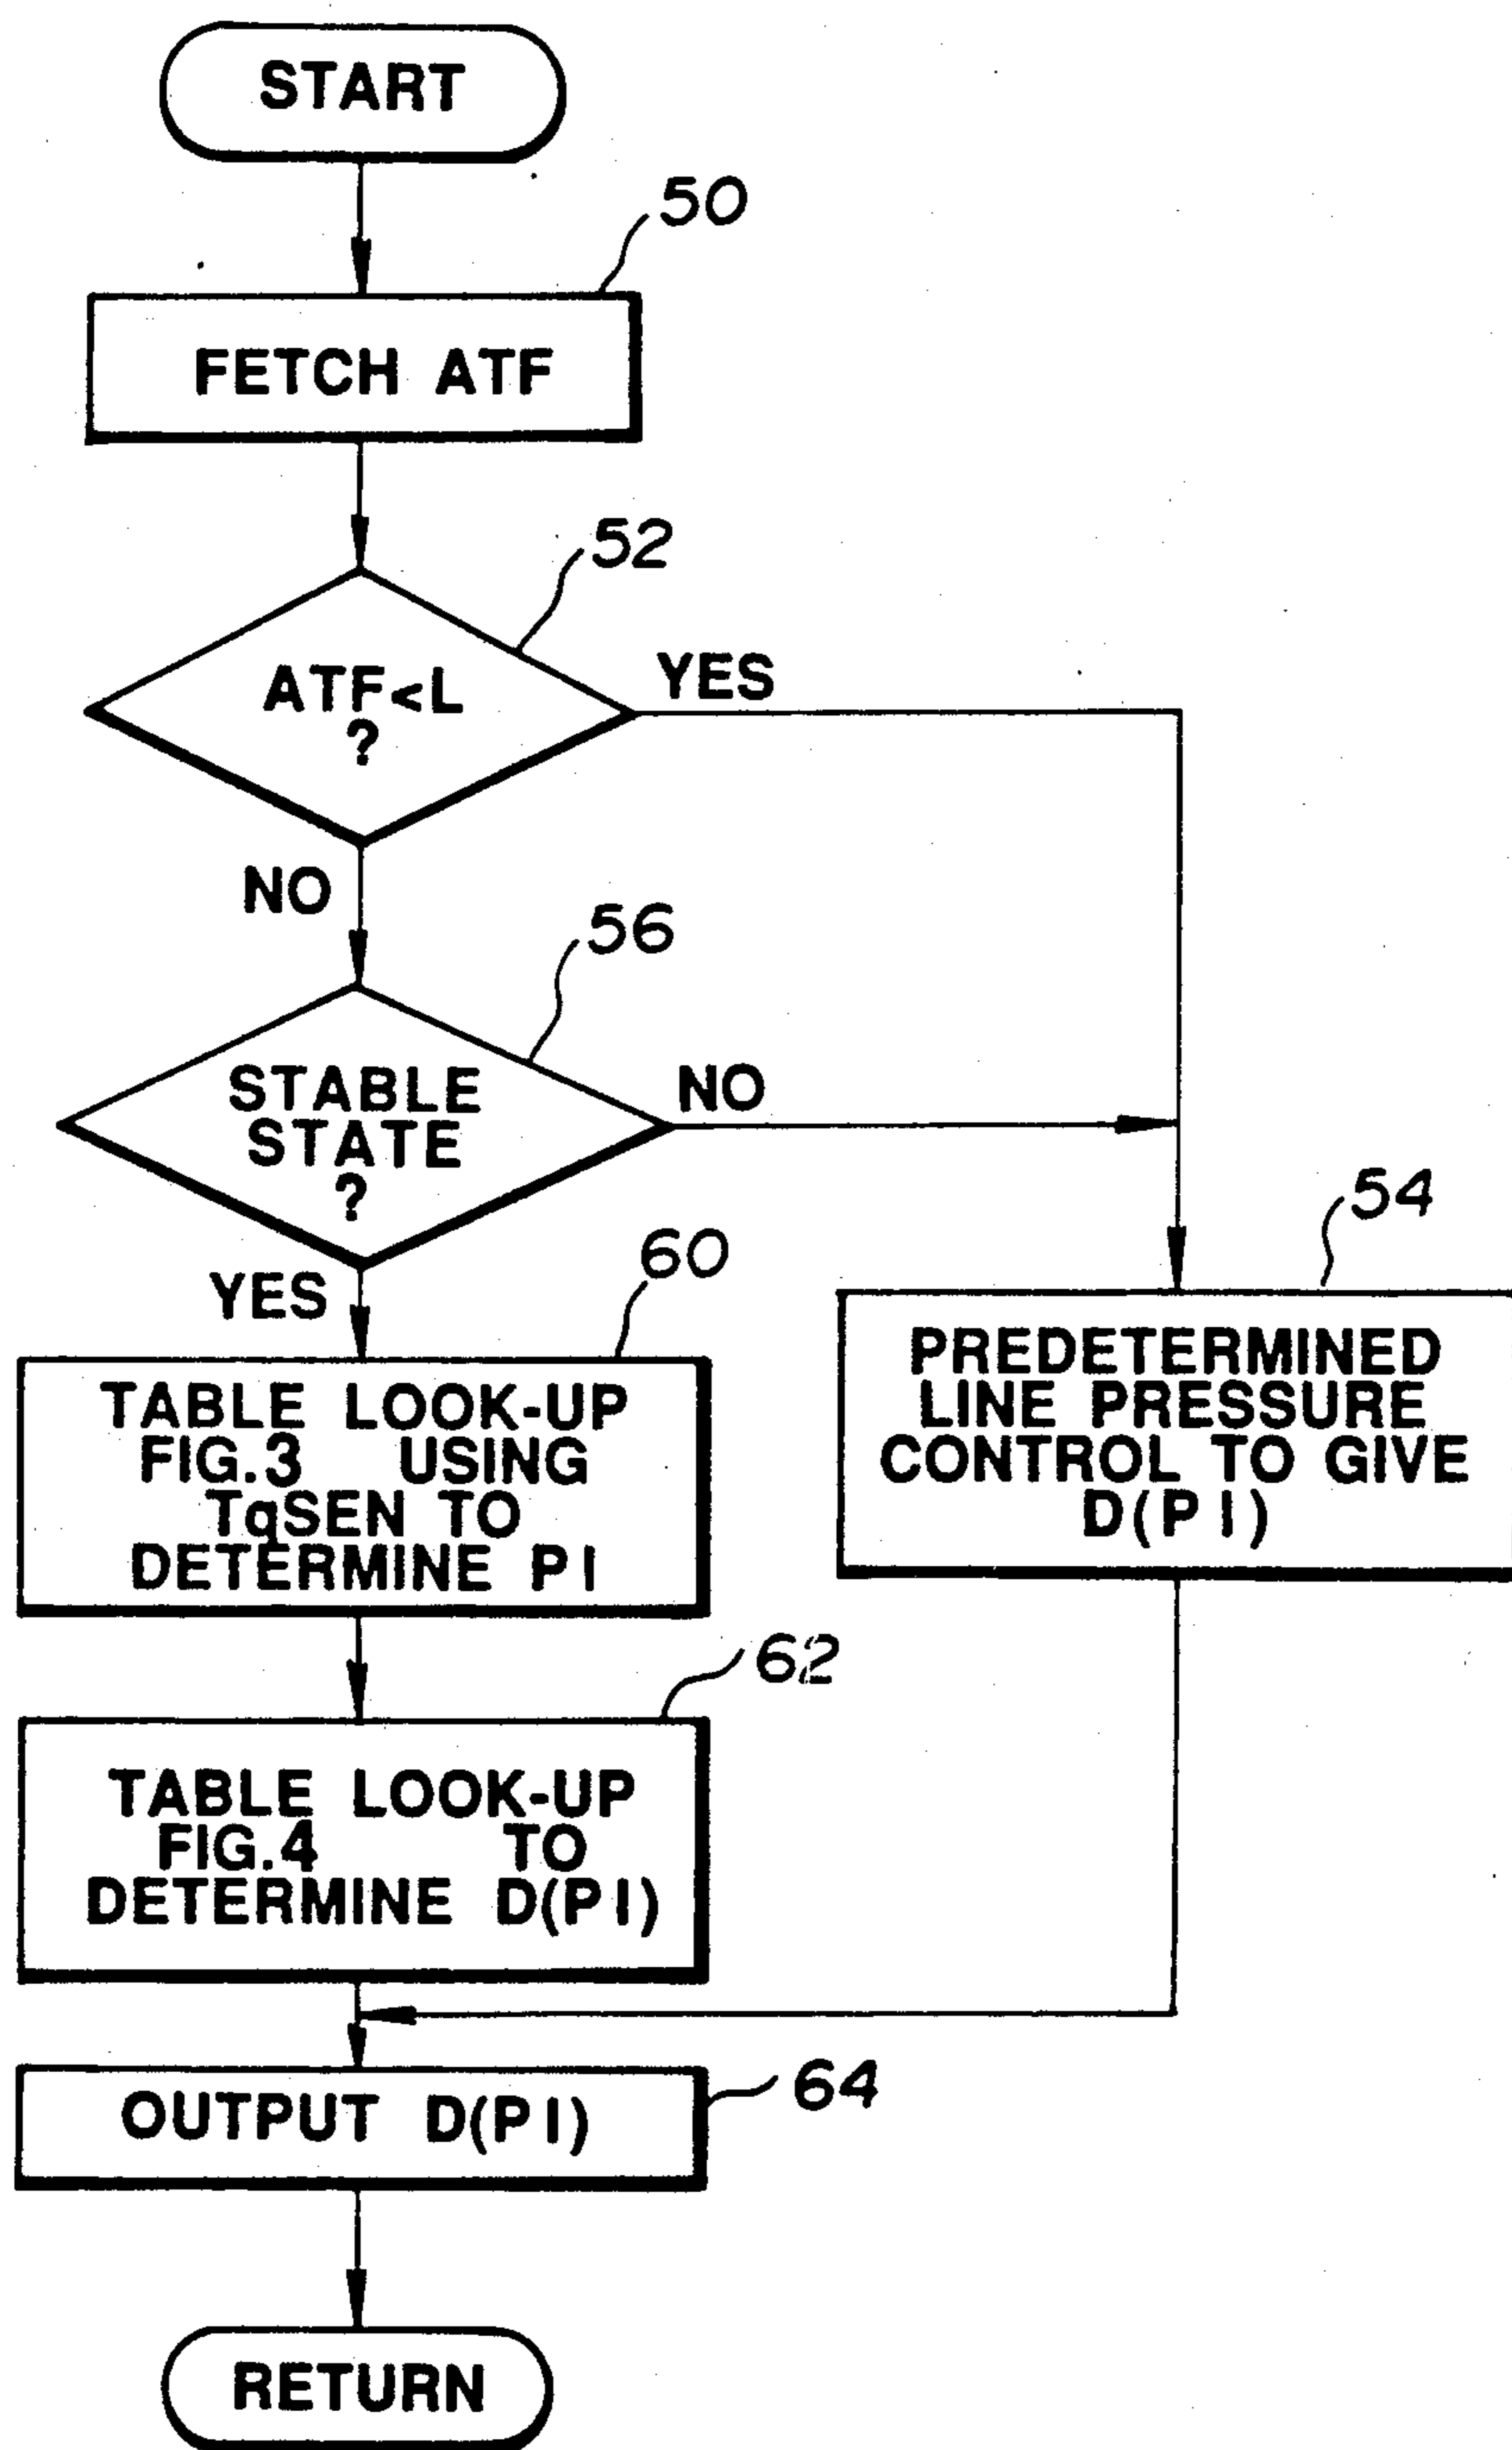 START
50
FETCH ATF
52
ATF<L
?
YES
NO
56
STABLE
STATE
?
NO
YES
60
TABLE LOOK-UP
FIG.3 USING
TqSEN TO
DETERMINE PI
54
PREDETERMINED
LINE PRESSURE
CONTROL TO GIVE
D(PI)
62
TABLE LOOK-UP
FIG.4 TO
DETERMINE D(PI)
64
OUTPUT D(PI)
RETURN